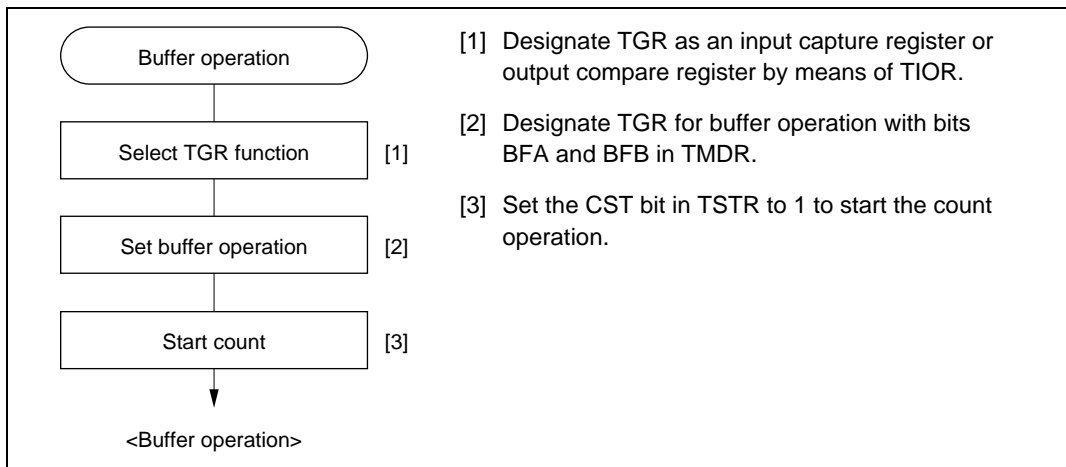 Buffer operation
Select TGR function [1]
Set buffer operation [2]
Start count [3]
<Buffer operation>
[1] Designate TGR as an input capture register or
output compare register by means of TIOR.
[2] Designate TGR for buffer operation with bits
BFA and BFB in TMDR.
[3] Set the CST bit in TSTR to 1 to start the count
operation.